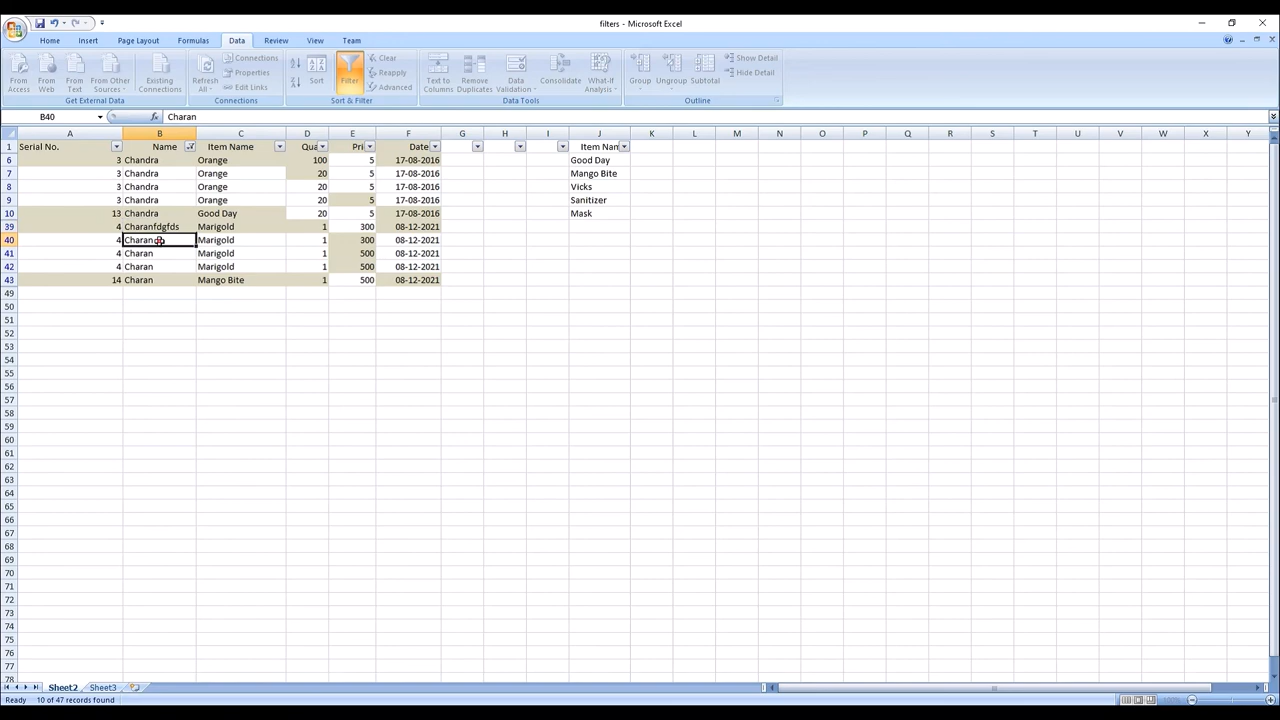 filters - Microsoft Excel
Home Insert Page Layout Formulas Data Review View Team
From Access From Web From Text From Other Sources Existing Connections
Get External Data
Refresh All Connections Properties Edit Links
Connections
Sort Filter Clear Reapply Advanced
Sort & Filter
Text to Columns Remove Duplicates Data Validation Consolidate What-If Analysis
Data Tools
Group Ungroup Subtotal Show Detail Hide Detail
Outline
B40 fx Charan
A B C D E F G H I J K L M N O P Q R S T U V W X Y
1 Serial No. Name Item Name Qua Pri Date Item Nam
6 3 Chandra Orange 100 5 17-08-2016 Good Day
7 3 Chandra Orange 20 5 17-08-2016 Mango Bite
8 3 Chandra Orange 20 5 17-08-2016 Vicks
9 3 Chandra Orange 20 5 17-08-2016 Sanitizer
10 13 Chandra Good Day 20 5 17-08-2016 Mask
39 4 Charanfdgfds Marigold 1 300 08-12-2021
40 4 Charan Marigold 1 300 08-12-2021
41 4 Charan Marigold 1 500 08-12-2021
42 4 Charan Marigold 1 500 08-12-2021
43 14 Charan Mango Bite 1 500 08-12-2021
49
50
51
52
53
54
55
56
57
58
59
60
61
62
63
64
65
66
67
68
69
70
71
72
73
74
75
76
77
78
Sheet2 Sheet3
Ready 10 of 47 records found